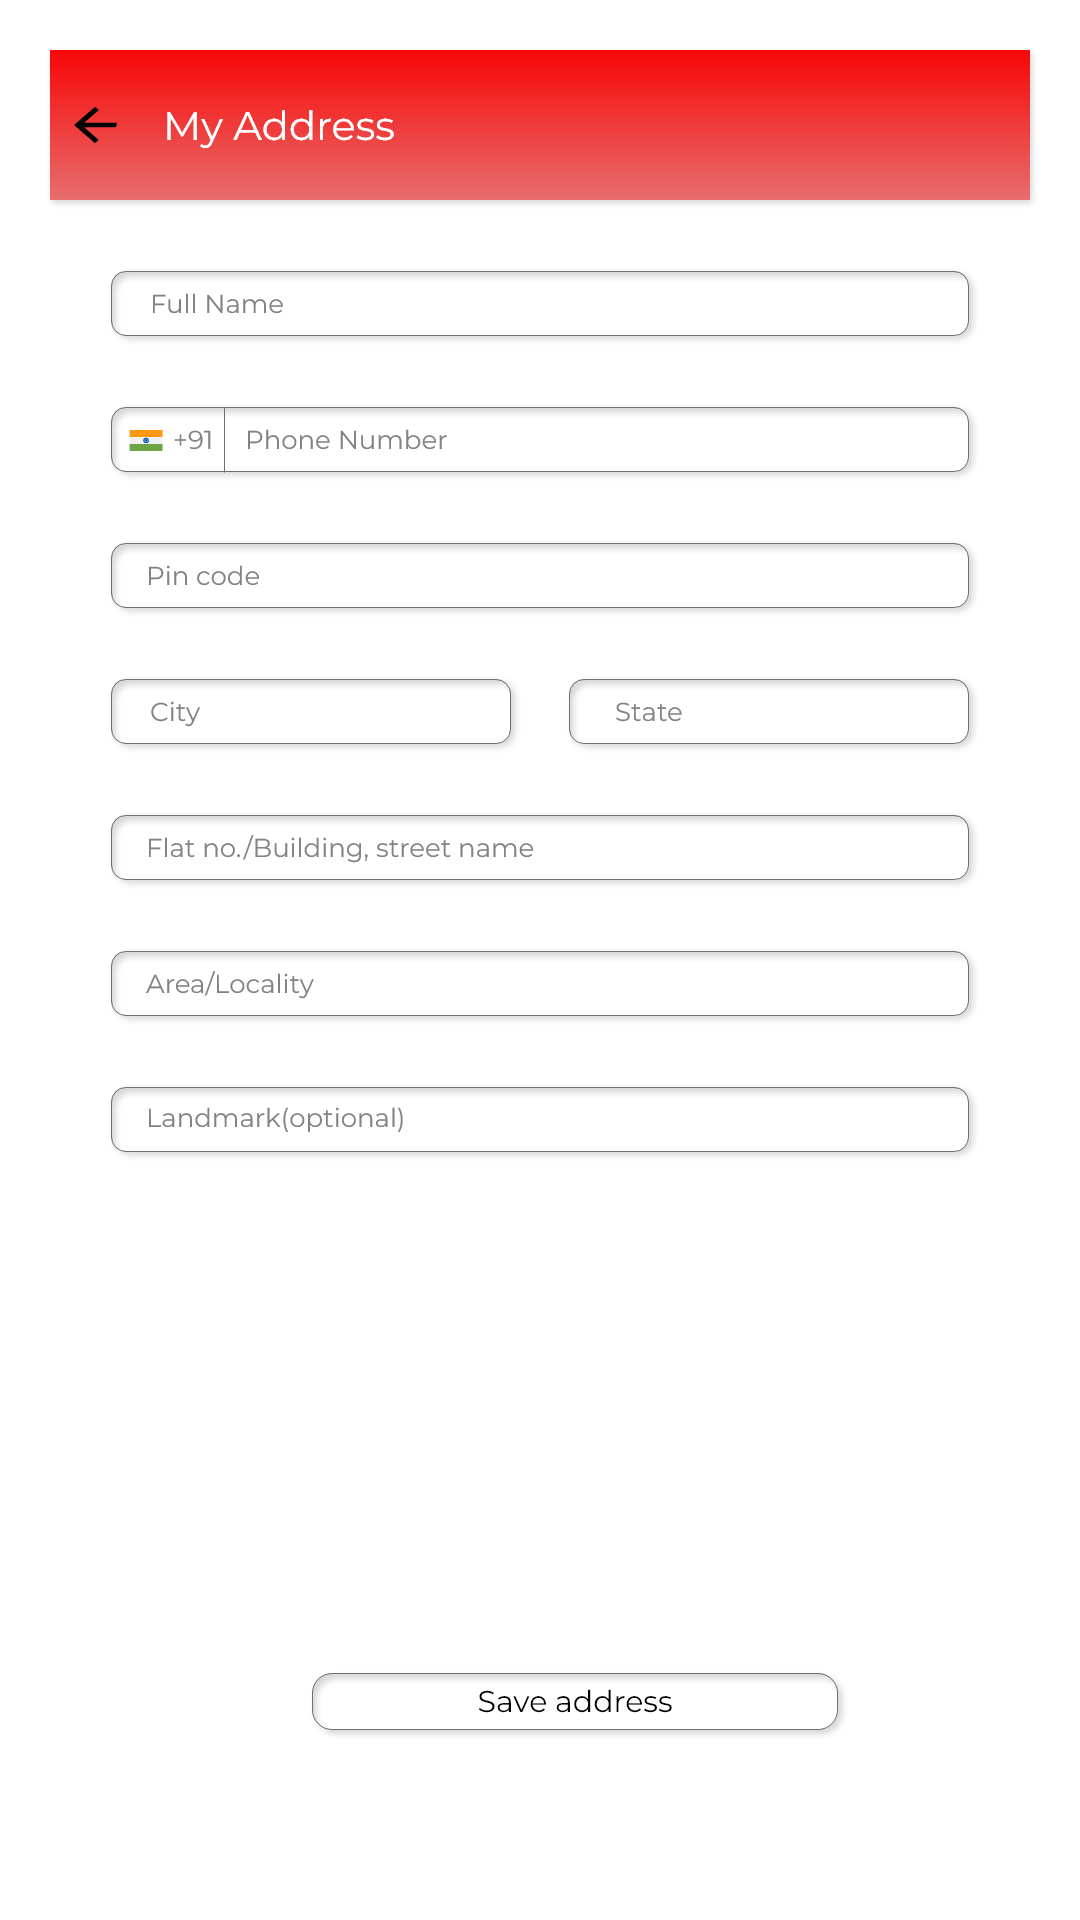 My Address
Full Name
+91 Phone Number
Pin code
City State
Flat no./Building, street name
Area/Locality
Landmark(optional)
Save address